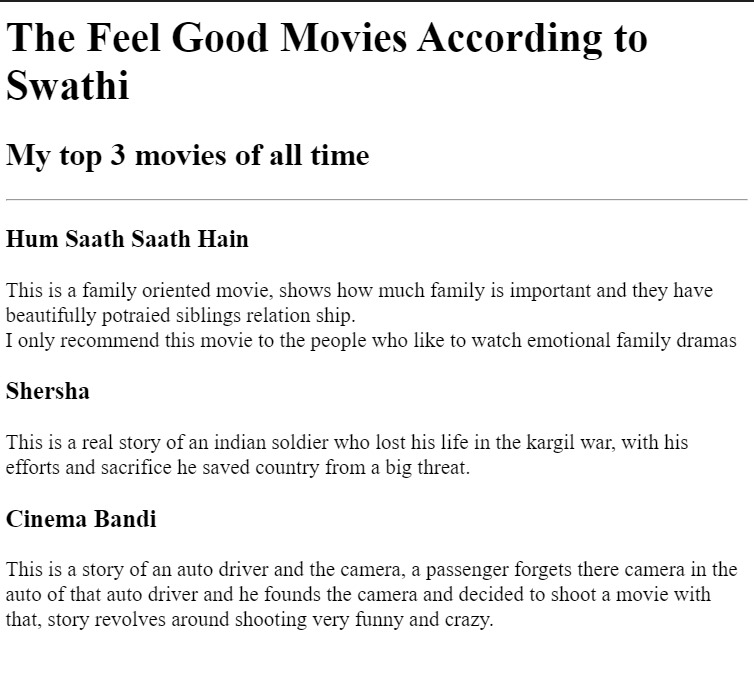 The Feel Good Movies According to
Swathi
My top 3 movies of all time
Hum Saath Saath Hain
This is a family oriented movie, shows how much family is important and they have
beautifully potraied siblings relation ship.
I only recommend this movie to the people who like to watch emotional family dramas
Shersha
This is a real story of an indian soldier who lost his life in the kargil war, with his
efforts and sacrifice he saved country from a big threat.
Cinema Bandi
This is a story of an auto driver and the camera, a passenger forgets there camera in the
auto of that auto driver and he founds the camera and decided to shoot a movie with
that, story revolves around shooting very funny and crazy.